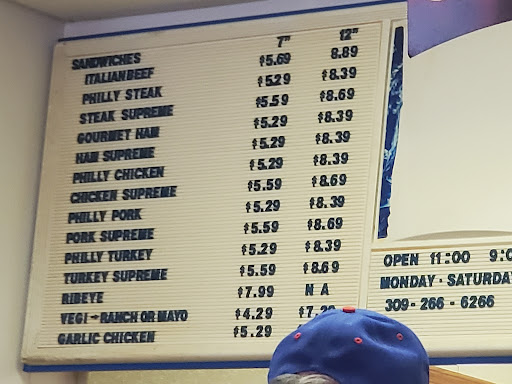 SANDWICHES 7" 12"
ITALIAN BEEF $5.69 8.89
PHILLY STEAK $5.29 $8.39
STEAK SUPREME $5.59 $8.69
GOURMET HAM $5.29 $8.39
HAM SUPREME $5.29 $8.39
PHILLY CHICKEN $5.29 $8.39
CHICKEN SUPREME $5.59 $8.69
PHILLY PORK $5.29 $8.39
PORK SUPREME $5.59 $8.69
PHILLY TURKEY $5.29 $8.39
TURKEY SUPREME $5.59 $8.69
RIBEYE $7.99 N A
VEGI - RANCH OR MAYO $4.29
GARLIC CHICKEN $5.29
OPEN 11:00
MONDAY - SATURDAY
309- 266 - 6266